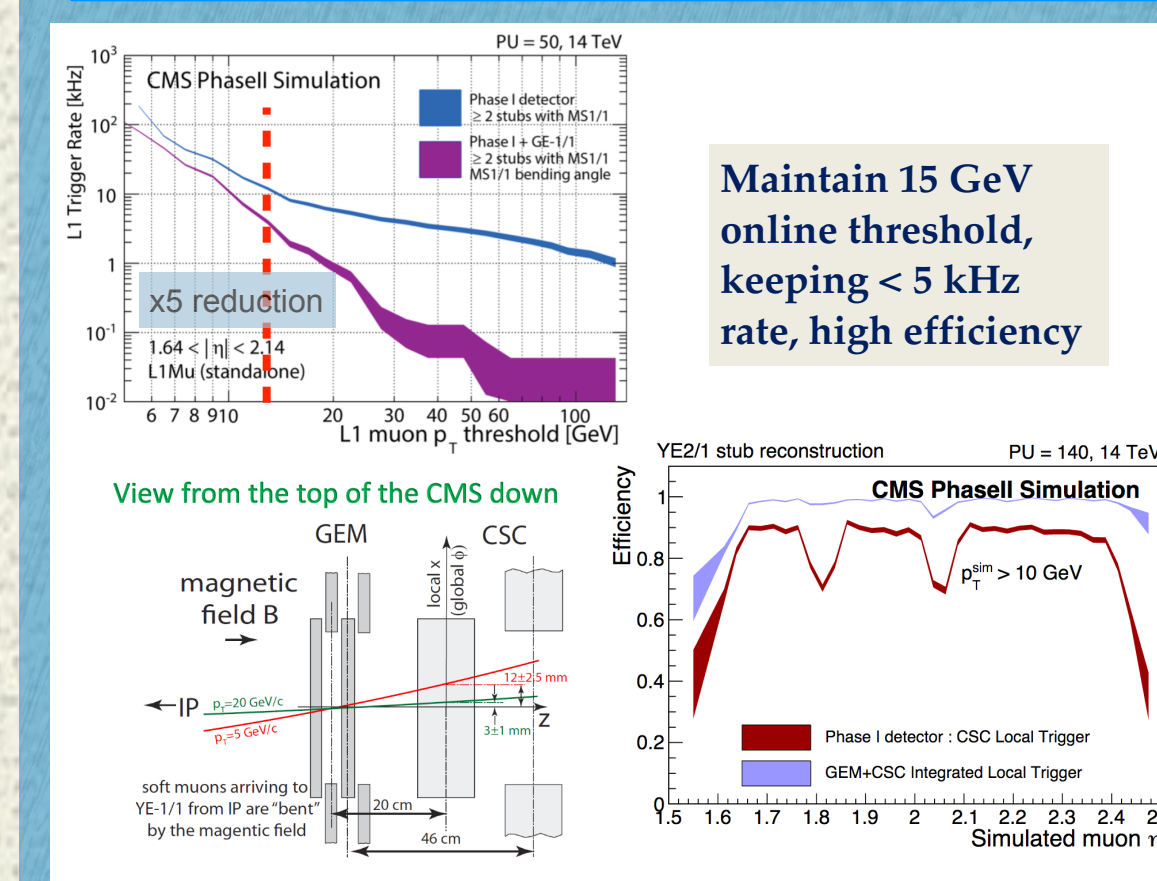 PU = 50, 14 TeV
CMS PhaseII Simulation
Phase I detector
≥ 2 stubs with MS1/1
Phase I + GE-1/1
≥ 2 stubs with MS1/1
MS1/1 bending angle
L1 Trigger Rate [kHz]
10³
10²
10
1
10⁻¹
10⁻²
x5 reduction
1.64 < | η| < 2.14
L1Mu (standalone)
6 7 8 910 20 30 40 50 60 100
L1 muon p_T threshold [GeV]
Maintain 15 GeV
online threshold,
keeping < 5 kHz
rate, high efficiency
View from the top of the CMS down
GEM
CSC
magnetic
field B
local x
(global ϕ)
12±2.5 mm
IP
p_T=20 GeV/c
p_T=5 GeV/c
z
3±1 mm
soft muons arriving to
YE-1/1 from IP are "bent"
by the magentic field
20 cm
46 cm
YE2/1 stub reconstruction
PU = 140, 14 TeV
CMS PhaseII Simulation
Efficiency
1
0.8
0.6
0.4
0.2
0
p_T^sim > 10 GeV
Phase I detector : CSC Local Trigger
GEM+CSC Integrated Local Trigger
1.5 1.6 1.7 1.8 1.9 2 2.1 2.2 2.3 2.4
Simulated muon